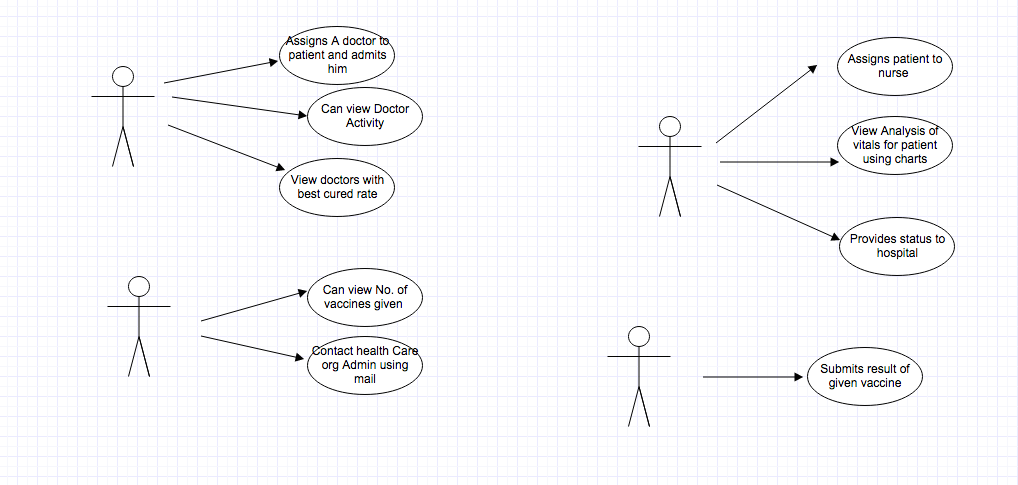 Assigns A doctor to
patient and admits
him
Can view Doctor
Activity
View doctors with
best cured rate
Can view No. of
vaccines given
Contact health Care
org Admin using
mail
Assigns patient to
nurse
View Analysis of
vitals for patient
using charts
Provides status to
hospital
Submits result of
given vaccine